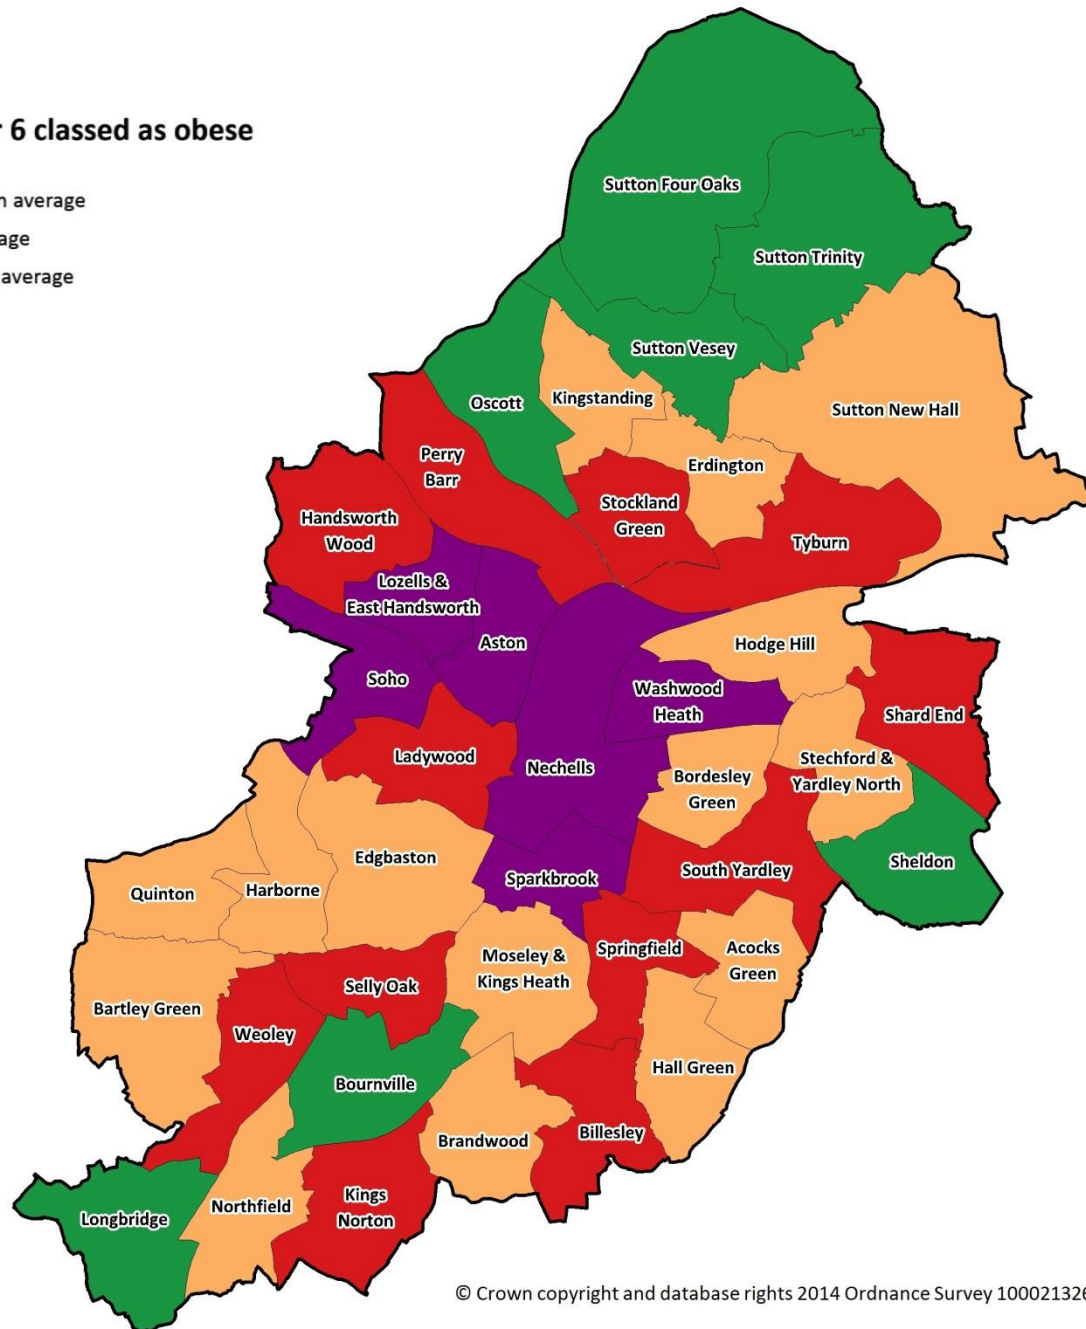 6 classed as obese
average
average
Sutton Four Oaks
Sutton Trinity
Sutton Vesey
Oscott
Kingstanding
Sutton New Hall
Perry
Barr
Erdington
Stockland
Green
Handsworth
Wood
Tyburn
Lozells &
East Handsworth
Aston
Hodge Hill
Soho
Washwood
Heath
Shard End
Ladywood
Nechells
Bordesley
Green
Stechford &
Yardley North
Edgbaston
Sheldon
Quinton
Harborne
Sparkbrook
South Yardley
Springfield
Acocks
Green
Moseley &
Kings Heath
Selly Oak
Bartley Green
Weoley
Hall Green
Bournville
Brandwood
Billesley
Kings
Norton
Northfield
Longbridge
© Crown copyright and database rights 2014 Ordnance Survey 100021326